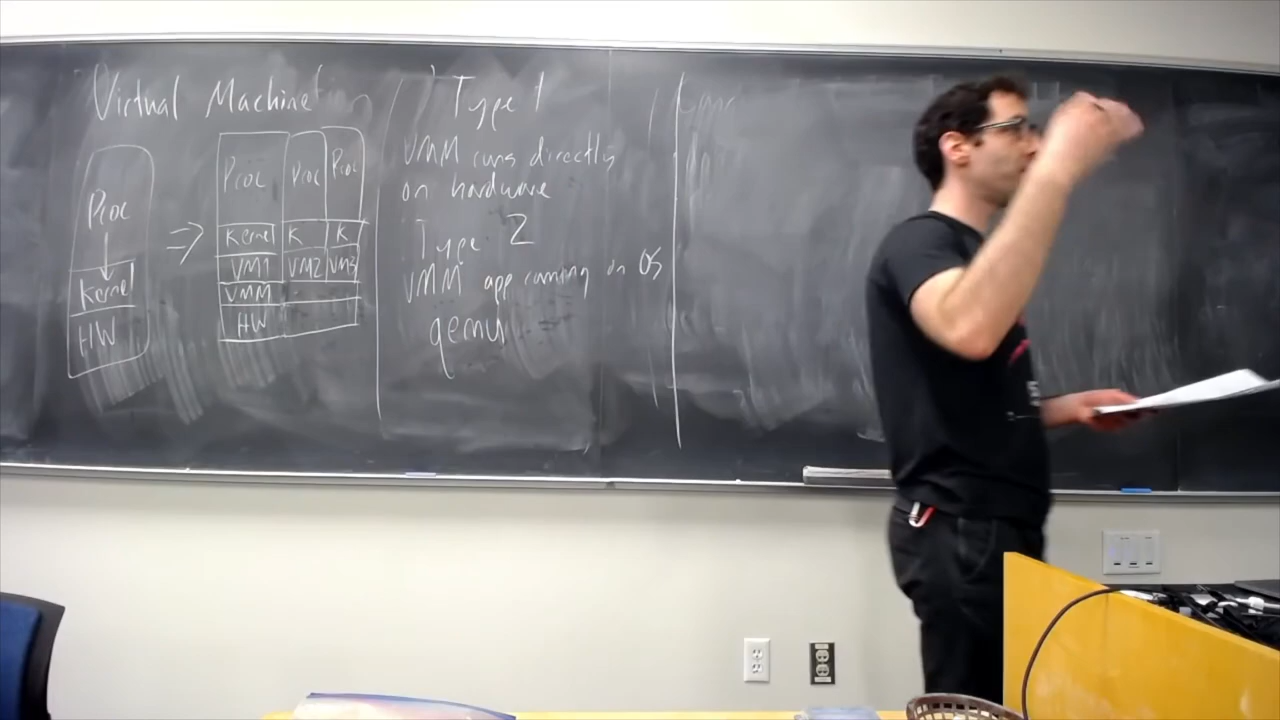 Virtual Machine
Proc
Kernel
HW
⇒
Proc Proc Proc
Kernel K K
VM1 VM2 VM3
VMM
HW
Type 1
VMM runs directly
on hardware
Type 2
VMM app running on OS
qemu